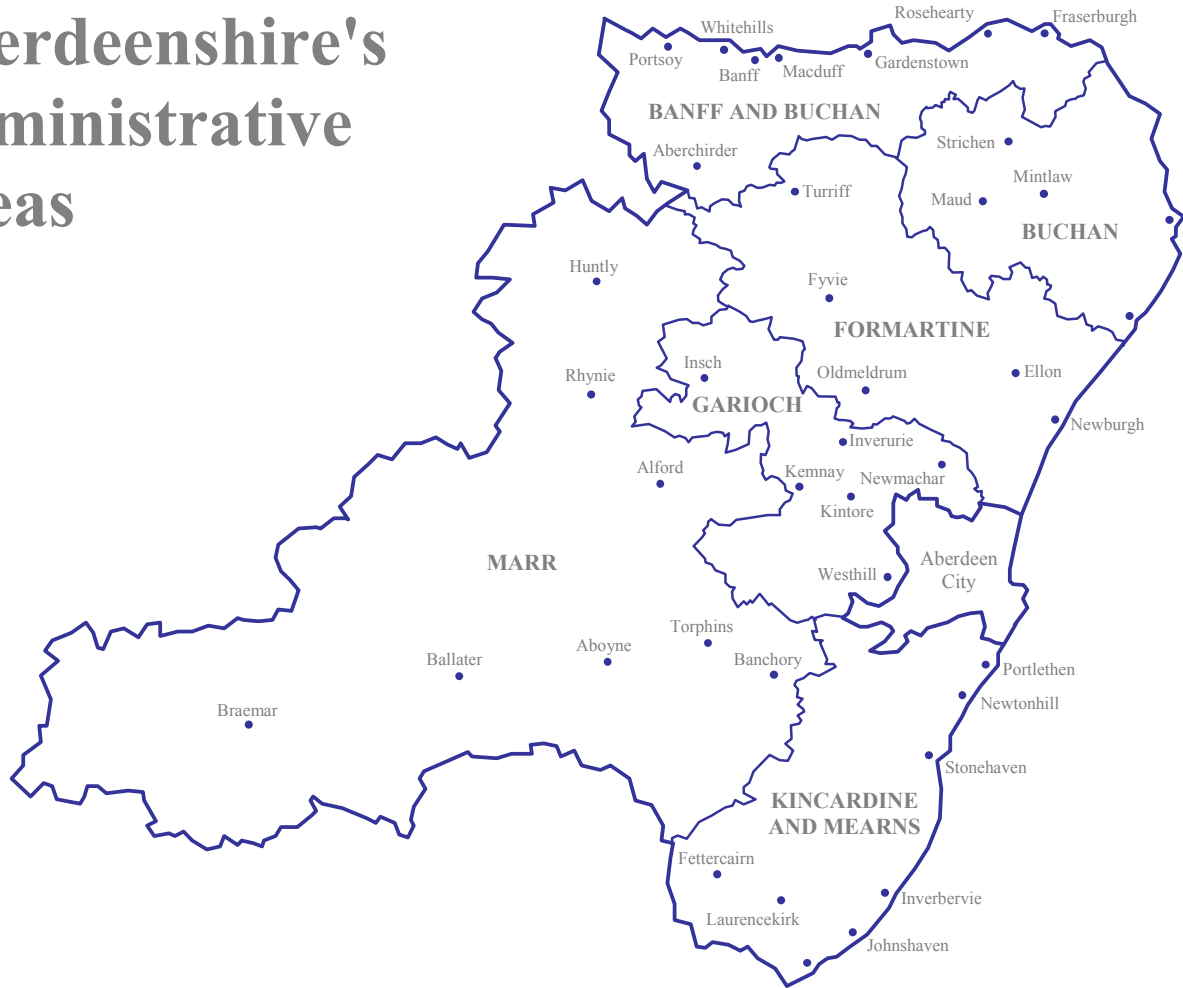 erdeenshire's
ministrative
eas
Rosehearty
Fraserburgh
Whitehills
Portsoy
Banff
Macduff
Gardenstown
BANFF AND BUCHAN
Strichen
Aberchirder
Mintlaw
Turriff
Maud
BUCHAN
Huntly
Fyvie
FORMARTINE
Insch
Rhynie
Oldmeldrum
Ellon
GARIOCH
Newburgh
Inverurie
Alford
Kemnay
Newmachar
Kintore
MARR
Aberdeen
City
Westhill
Torphins
Aboyne
Ballater
Banchory
Portlethen
Newtonhill
Braemar
Stonehaven
KINCARDINE
AND MEARNS
Fettercairn
Inverbervie
Laurencekirk
Johnshaven